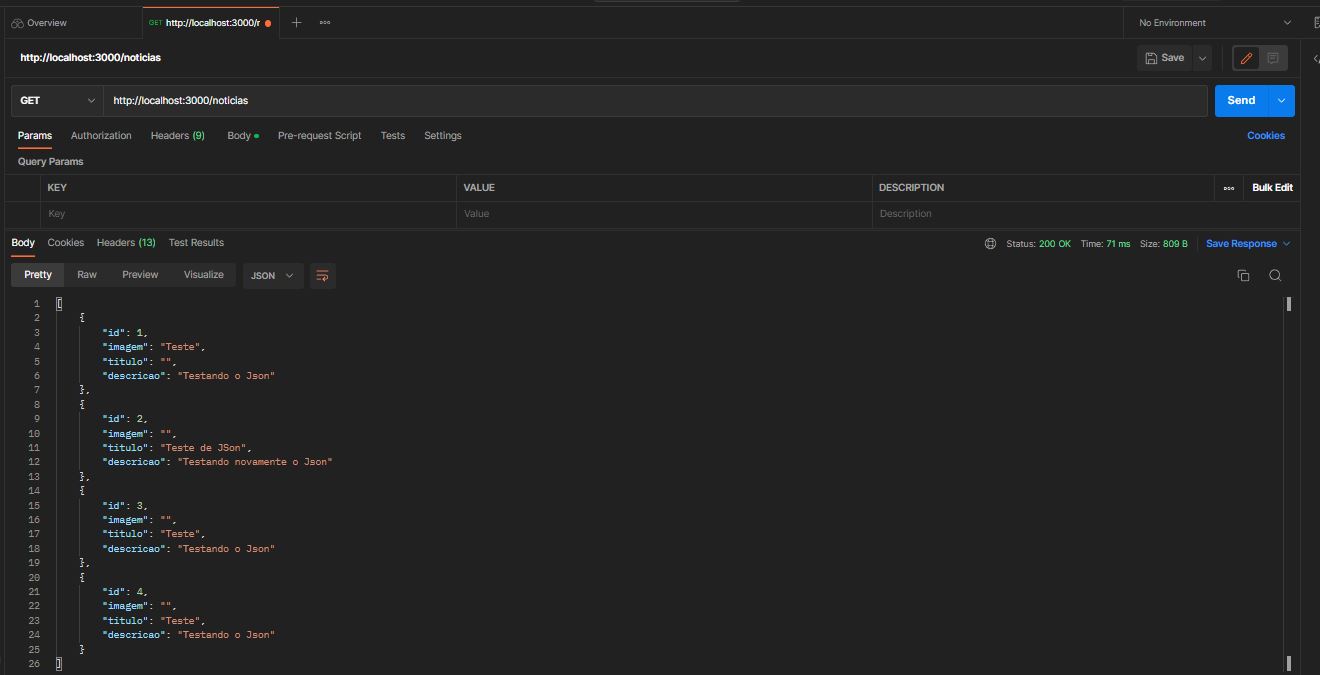 Overview
GET http://localhost:3000/r
No Environment
http://localhost:3000/noticias
Save
GET http://localhost:3000/noticias
Send
Params Authorization Headers (9) Body Pre-request Script Tests Settings
Cookies
Query Params
KEY VALUE DESCRIPTION
Bulk Edit
Key Value Description
Body Cookies Headers (13) Test Results
Status: 200 OK Time: 71 ms Size: 809 B Save Response
Pretty Raw Preview Visualize JSON
1 [
2 {
3 "id": 1,
4 "imagem": "Teste",
5 "titulo": "",
6 "descricao": "Testando o Json"
7 },
8 {
9 "id": 2,
10 "imagem": "",
11 "titulo": "Teste de JSon",
12 "descricao": "Testando novamente o Json"
13 },
14 {
15 "id": 3,
16 "imagem": "",
17 "titulo": "Teste",
18 "descricao": "Testando o Json"
19 },
20 {
21 "id": 4,
22 "imagem": "",
23 "titulo": "Teste",
24 "descricao": "Testando o Json"
25 }
26 ]